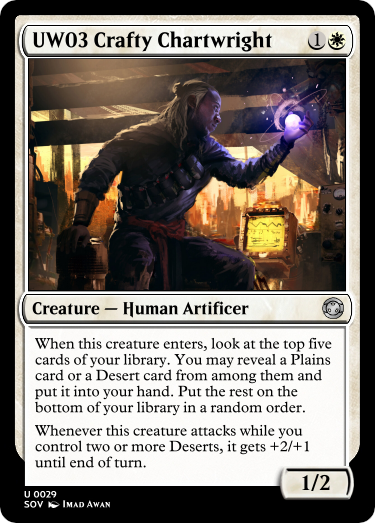 UW03 Crafty Chartwright 1
Creature — Human Artificer
When this creature enters, look at the top five
cards of your library. You may reveal a Plains
card or a Desert card from among them and
put it into your hand. Put the rest on the
bottom of your library in a random order.
Whenever this creature attacks while you
control two or more Deserts, it gets +2/+1
until end of turn.
1/2
U 0029
SOV Imad Awan